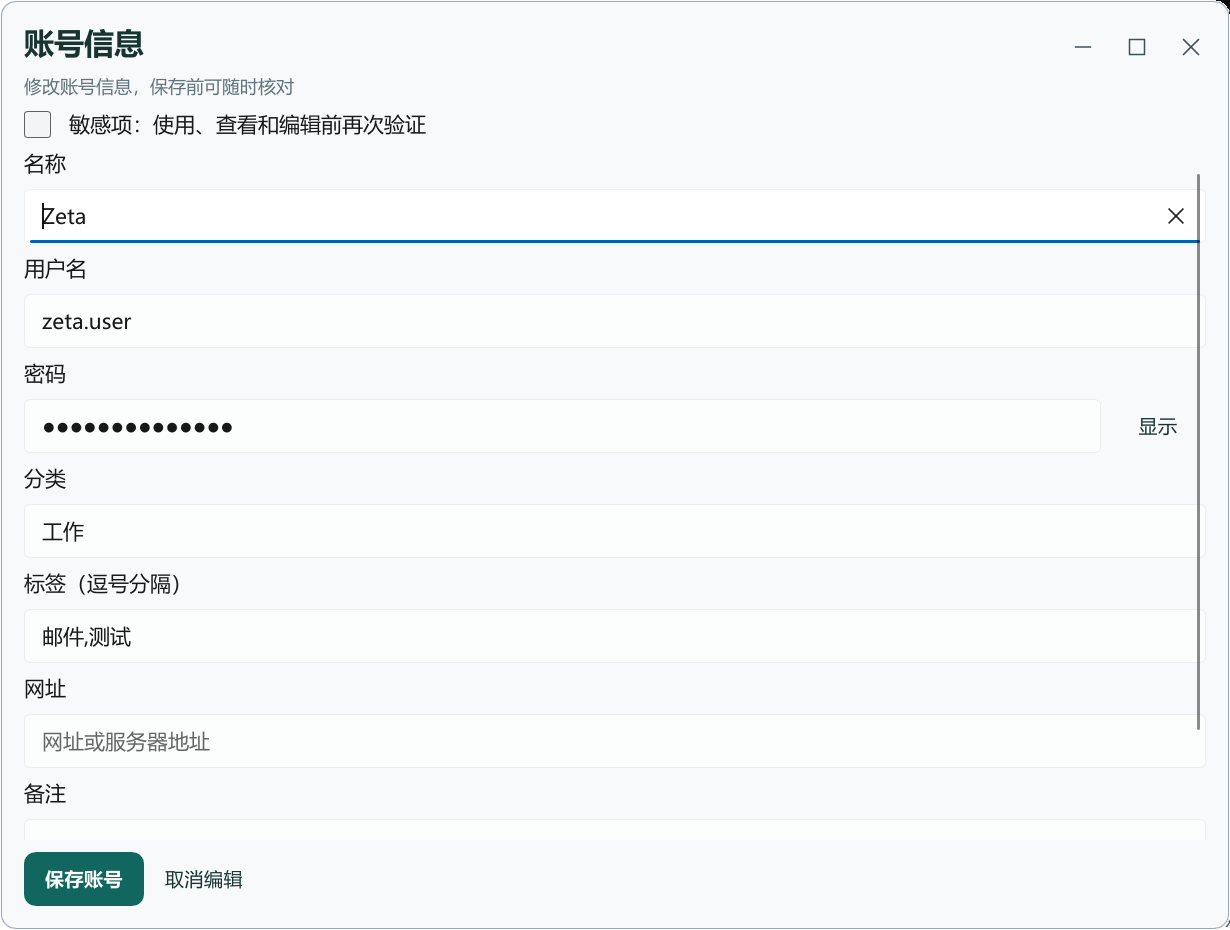 账号信息
修改账号信息，保存前可随时核对
敏感项：使用、查看和编辑前再次验证
名称
Zeta
用户名
zeta.user
密码
●●●●●●●●●●●●●●
显示
分类
工作
标签（逗号分隔）
邮件,测试
网址
网址或服务器地址
备注
保存账号 取消编辑